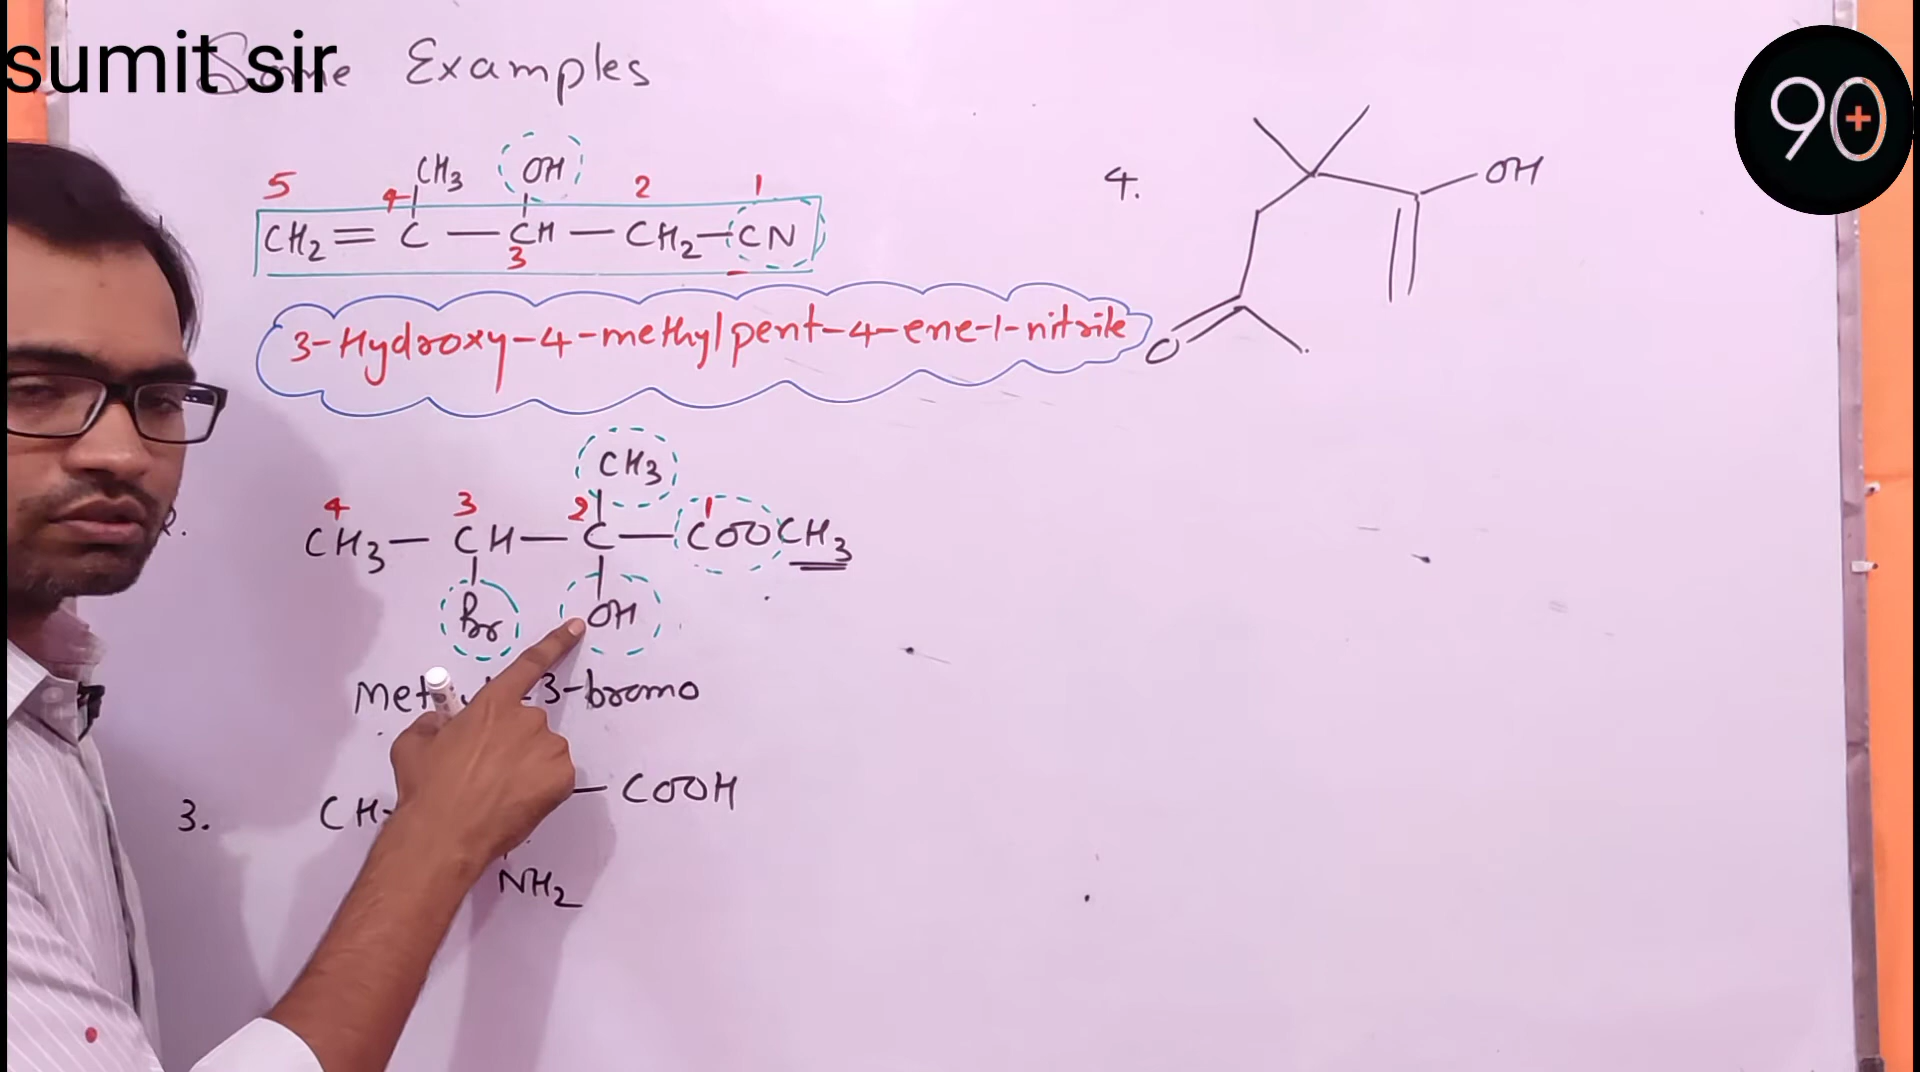 sumit sir
Some Examples
90+
CH3 OH
5 4 3 2 1
CH2=C—CH—CH2—CN
3-Hydroxy-4-methylpent-4-ene-1-nitrile
4.
OH
O
CH3
4 3 2 1
CH3—CH—C—COOCH3
Br OH
3-bromo
3. CH —COOH
NH2